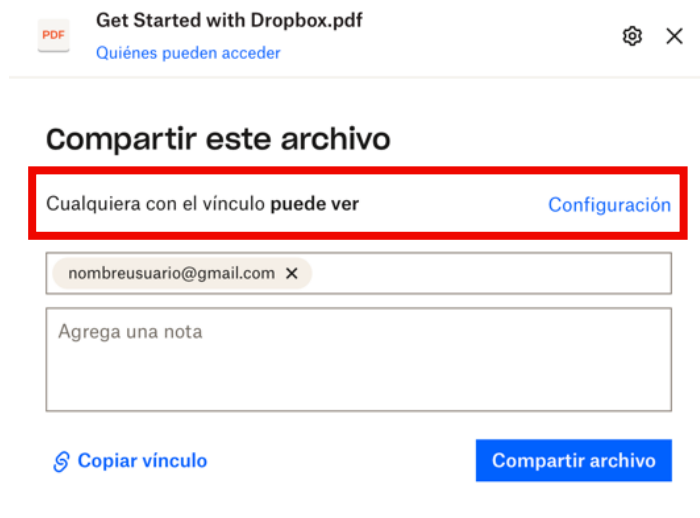 PDF
Get Started with Dropbox.pdf
Quiénes pueden acceder
Compartir este archivo
Cualquiera con el vínculo puede ver
Configuración
nombreusuario@gmail.com
Agrega una nota
Copiar vínculo
Compartir archivo